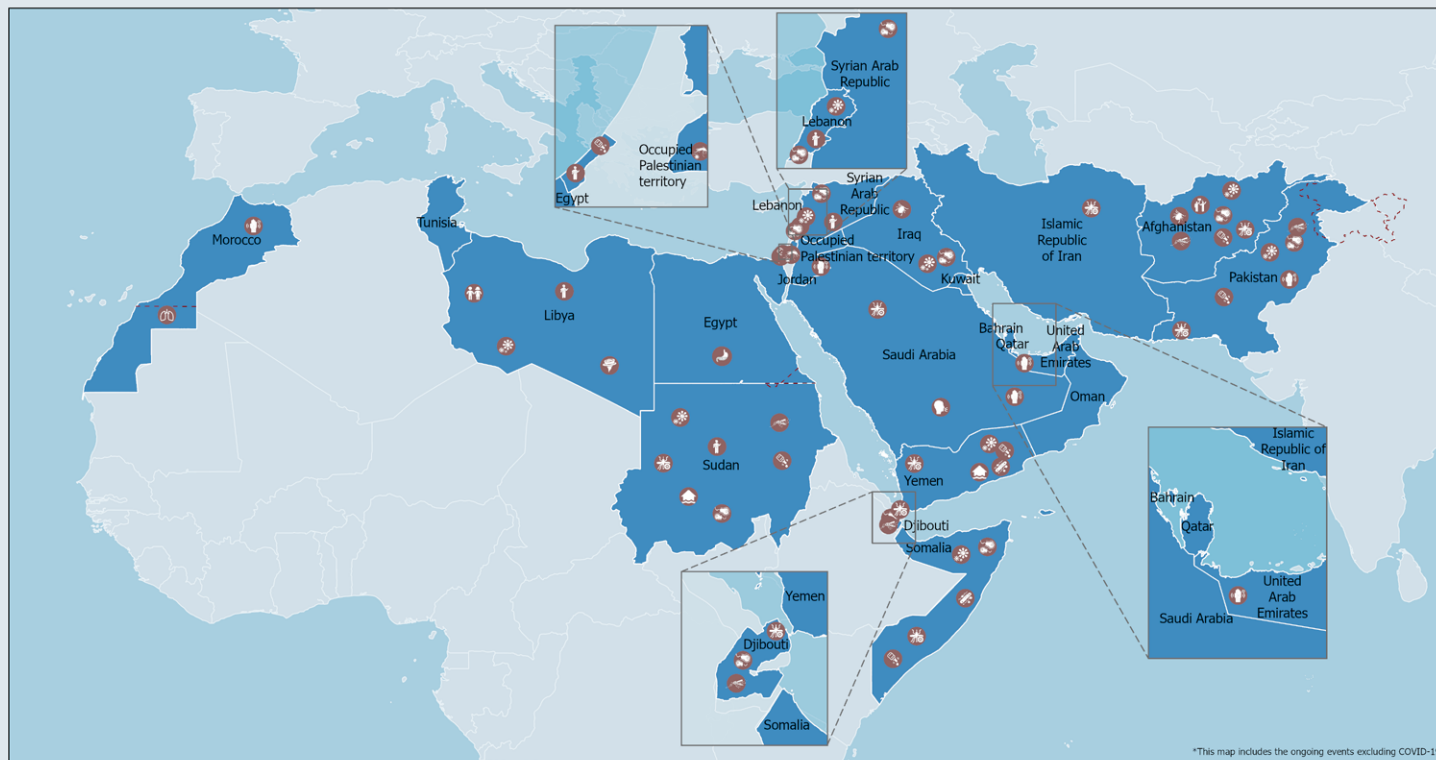 Syrian Arab
Republic
Lebanon
Occupied
Palestinian
territory
Egypt
Morocco
Tunisia
Lebanon
Syrian
Arab
Republic
Iraq
Islamic
Republic
of Iran
Afghanistan
Pakistan
Occupied
Palestinian territory
Jordan
Kuwait
Libya
Egypt
Saudi Arabia
Bahrain
Qatar
United
Arab
Emirates
Oman
Sudan
Yemen
Djibouti
Somalia
Islamic
Republic of
Iran
Bahrain
Qatar
United
Arab
Emirates
Saudi Arabia
Yemen
Djibouti
Somalia
*This map includes the ongoing events excluding COVID-19